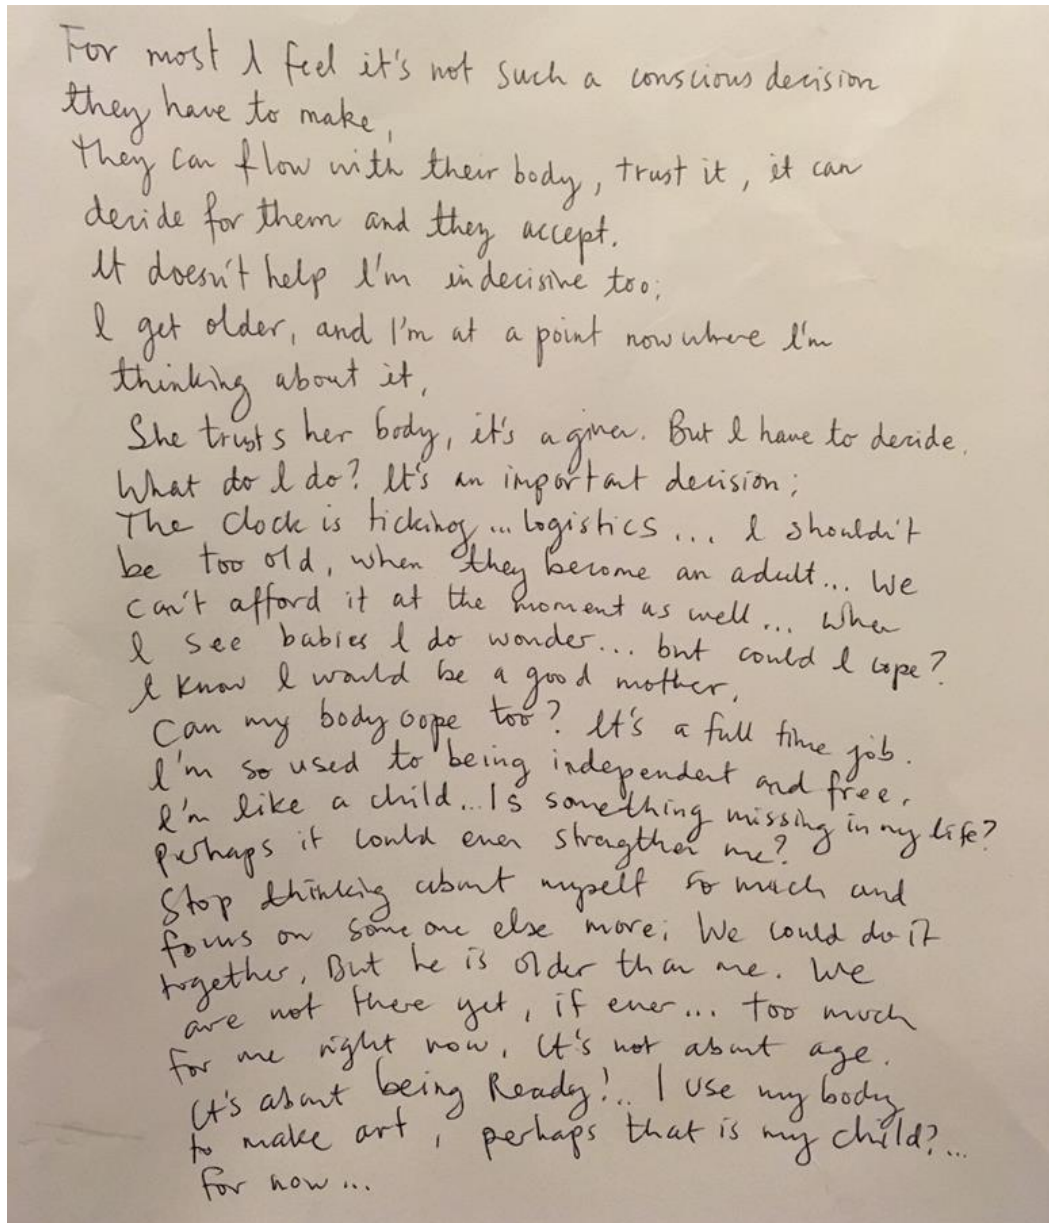 For most I feel it's not such a conscious decision
they have to make,
They can flow with their body, trust it, it can
decide for them and they accept.
It doesn't help I'm indecisive too;
I get older, and I'm at a point now where I'm
thinking about it,
She trusts her body, it's a given. But I have to decide.
What do I do? It's an important decision;
The Clock is ticking... Logistics... I shouldn't
be too old, when they become an adult... We
can't afford it at the moment as well... When
I see babies I do wonder... but could I cope?
I know I would be a good mother,
Can my body cope too? It's a full time job.
I'm so used to being independent and free.
I'm like a child... Is something missing in my life?
Perhaps it could even strengthen me?
Stop thinking about myself so much and
focus on someone else more; We could do it
together, But he is older than me. We
are not there yet, if ever... too much
for me right now. It's not about age.
It's about being Ready!.. I use my body
to make art, perhaps that is my child?...
For now...